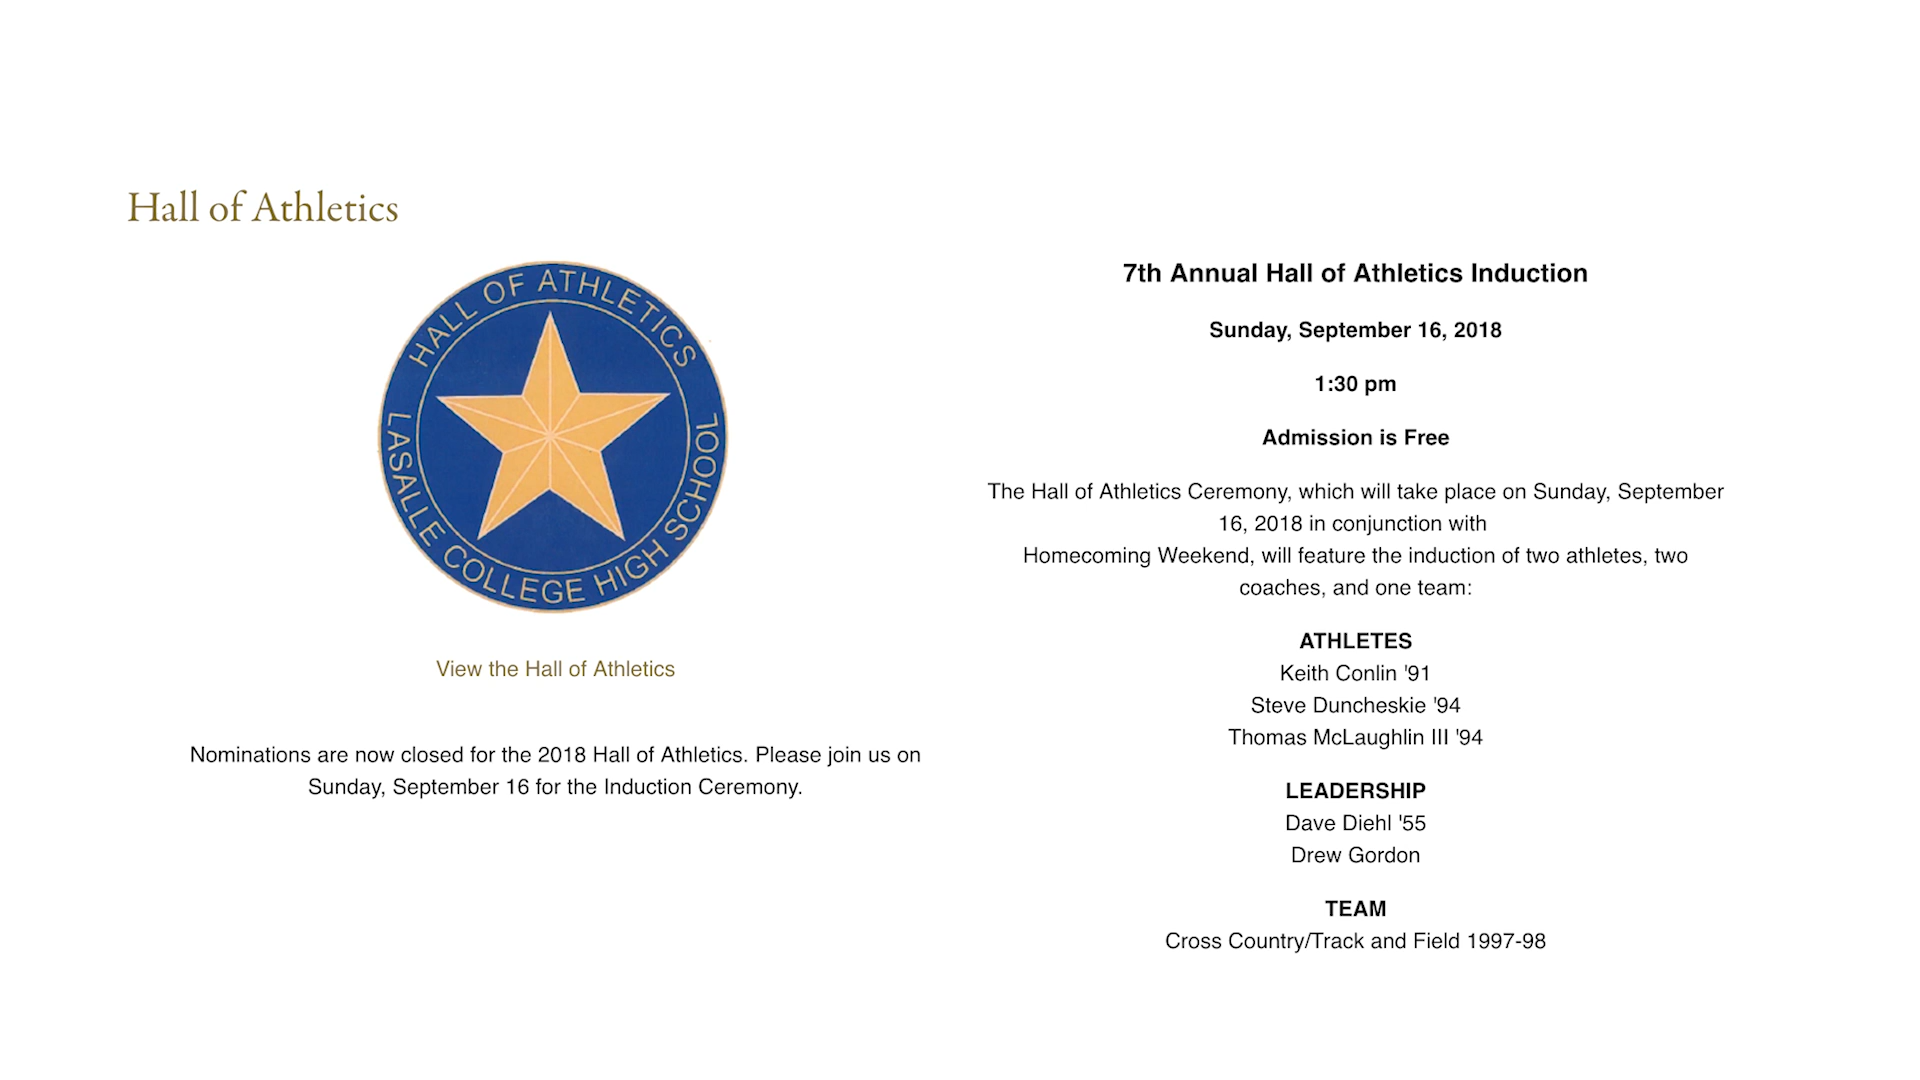 Hall of Athletics
HALL OF ATHLETICS
LASALLE COLLEGE HIGH SCHOOL
View the Hall of Athletics
Nominations are now closed for the 2018 Hall of Athletics. Please join us on
Sunday, September 16 for the Induction Ceremony.
7th Annual Hall of Athletics Induction
Sunday, September 16, 2018
1:30 pm
Admission is Free
The Hall of Athletics Ceremony, which will take place on Sunday, September
16, 2018 in conjunction with
Homecoming Weekend, will feature the induction of two athletes, two
coaches, and one team:
ATHLETES
Keith Conlin '91
Steve Duncheskie '94
Thomas McLaughlin III '94
LEADERSHIP
Dave Diehl '55
Drew Gordon
TEAM
Cross Country/Track and Field 1997-98